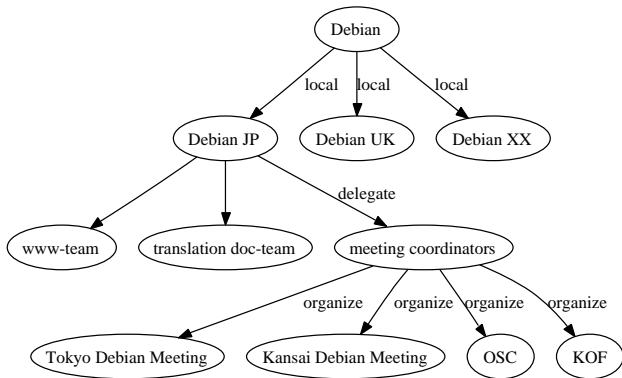 Debian
local
local
local
Debian JP
Debian UK
Debian XX
delegate
www-team
translation doc-team
meeting coordinators
organize
organize
organize
organize
Tokyo Debian Meeting
Kansai Debian Meeting
OSC
KOF